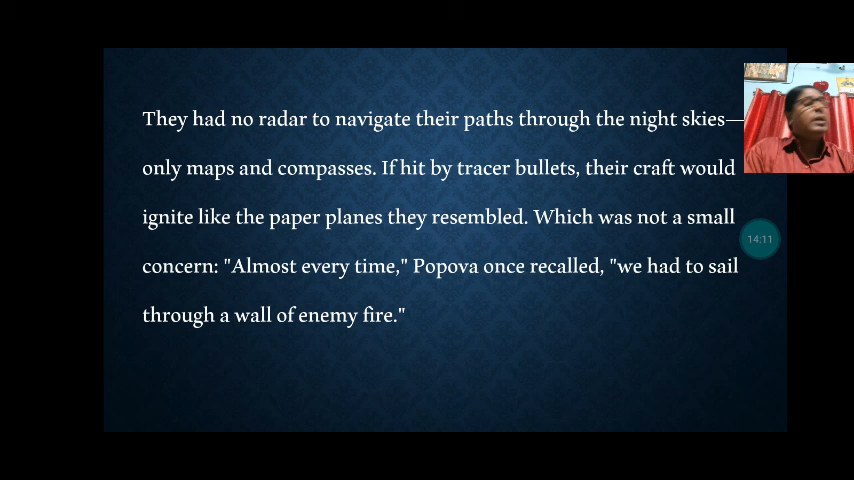 They had no radar to navigate their paths through the night skies—
only maps and compasses. If hit by tracer bullets, their craft would
ignite like the paper planes they resembled. Which was not a small
concern: "Almost every time," Popova once recalled, "we had to sail
through a wall of enemy fire."
14:11